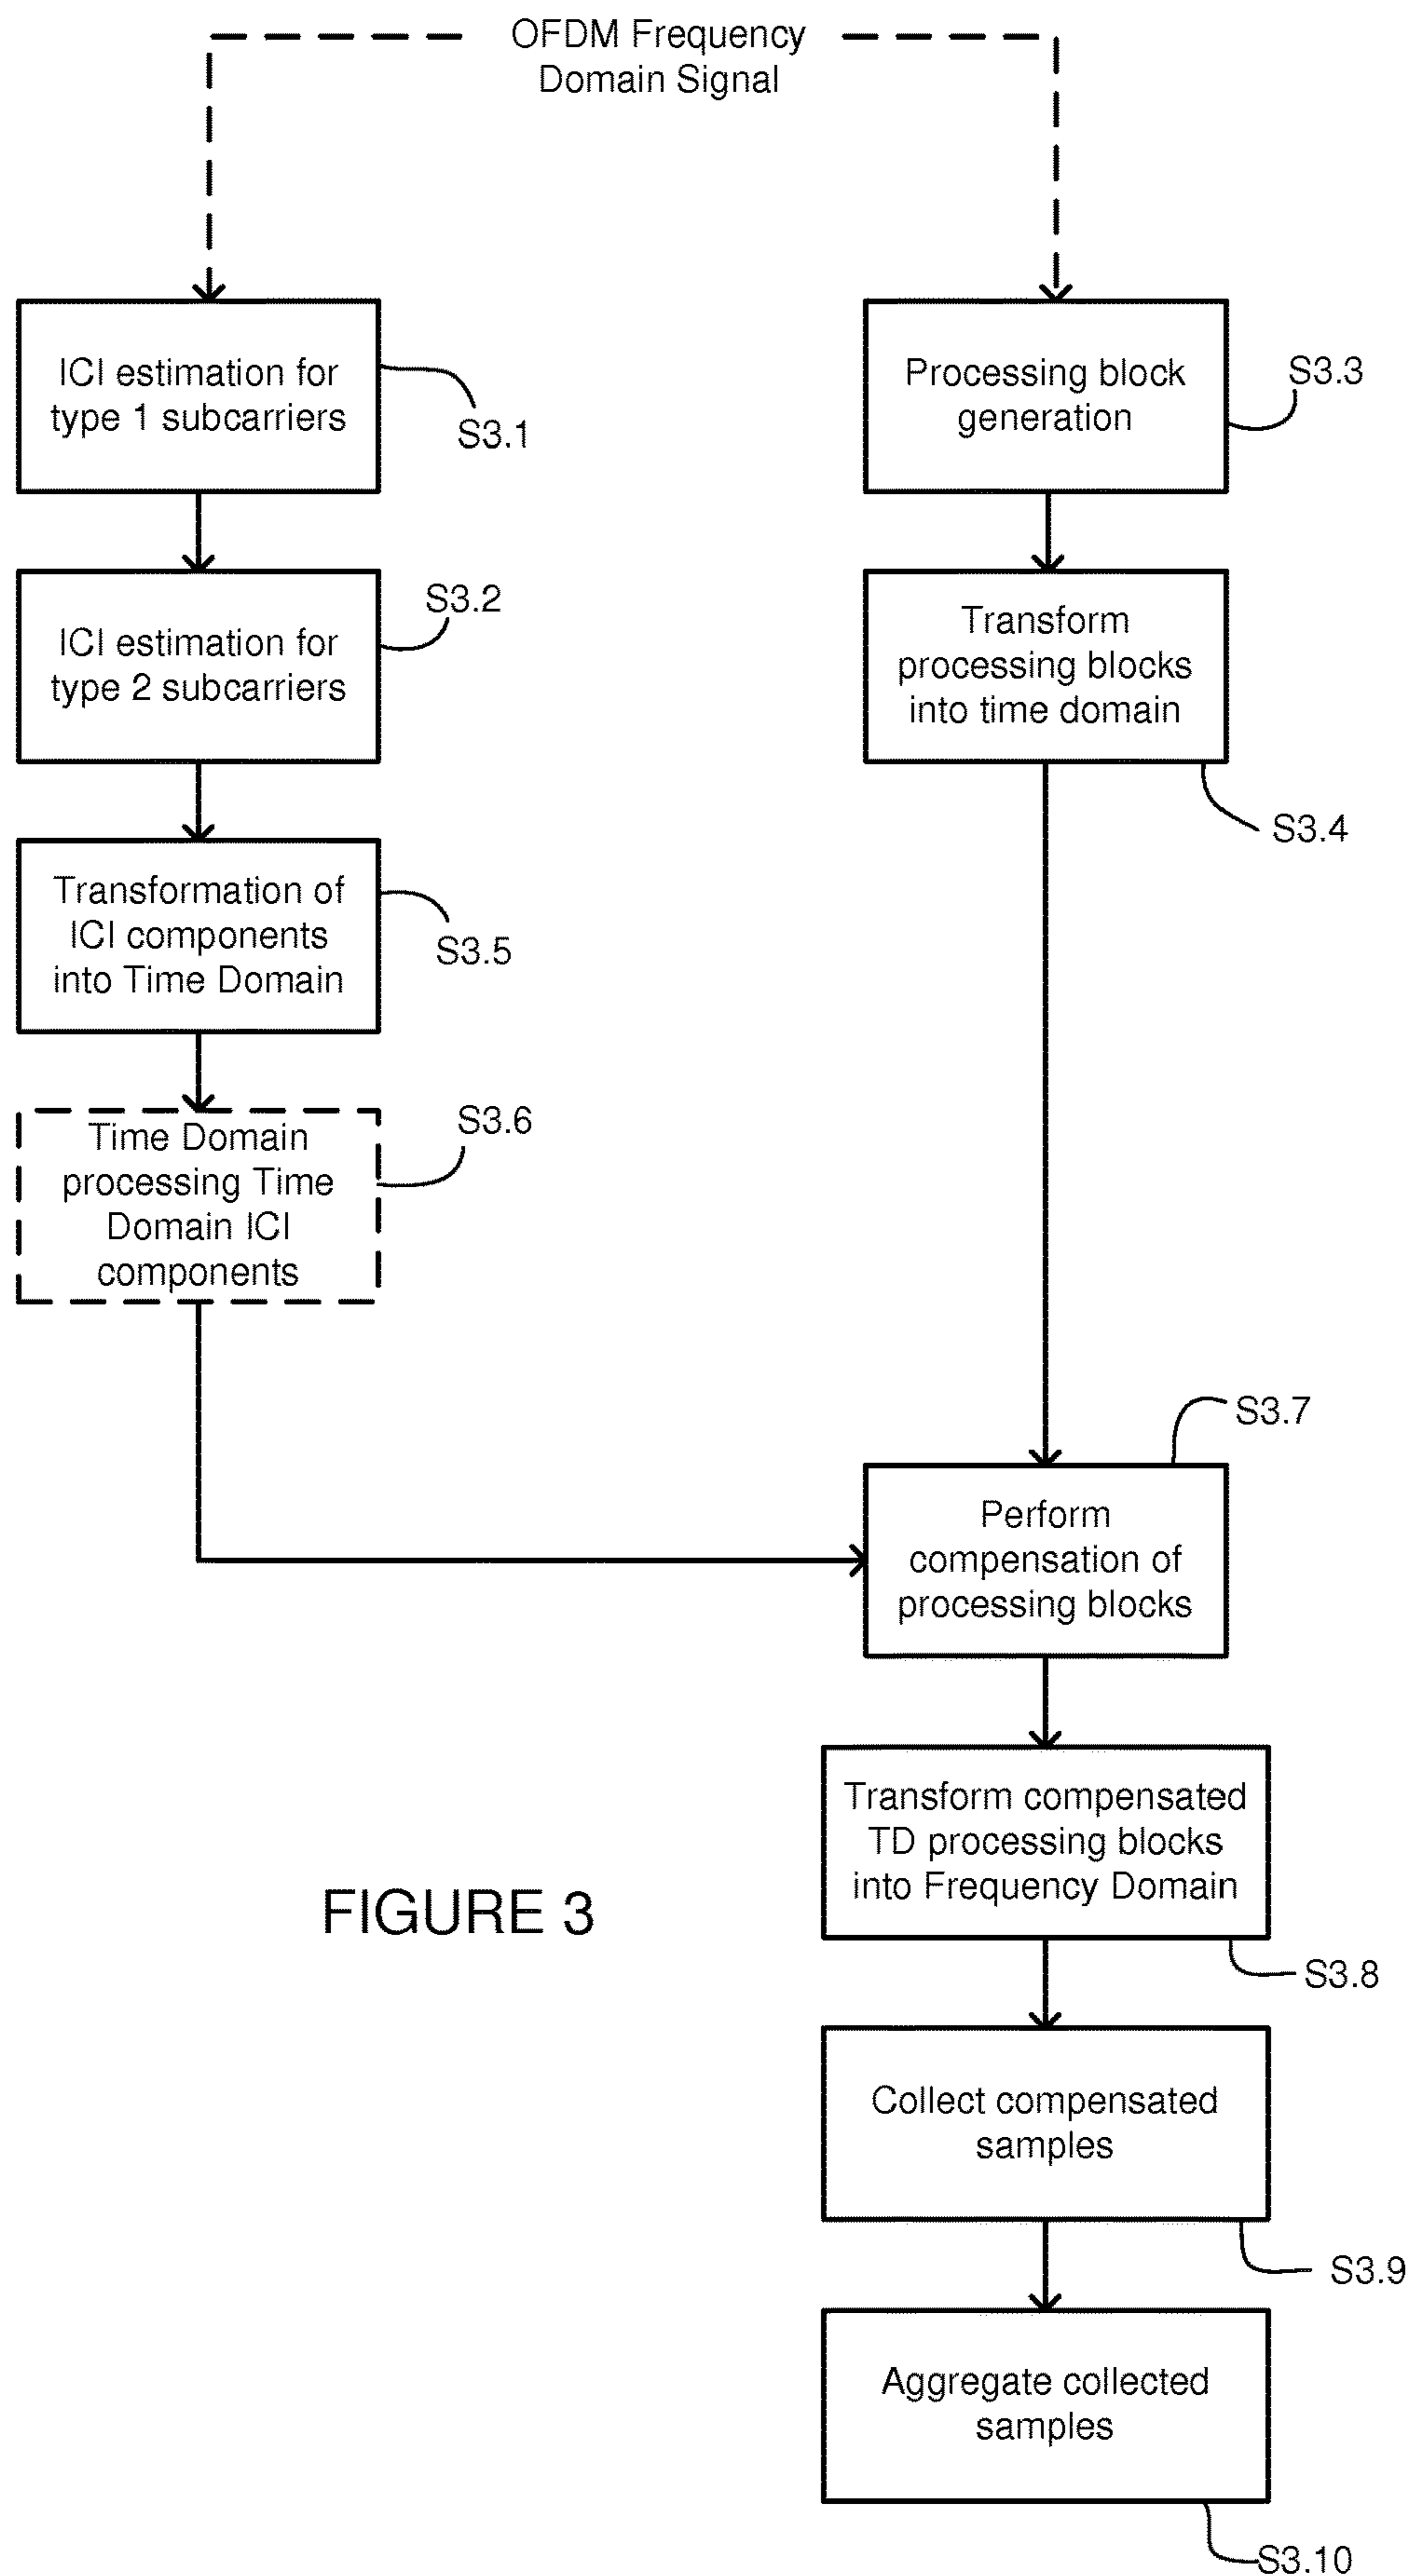 OFDM Frequency
Domain Signal
ICI estimation for
type 1 subcarriers
S3.1
Processing block
generation
S3.3
ICI estimation for
type 2 subcarriers
S3.2
Transform
processing blocks
into time domain
S3.4
Transformation of
ICI components
into Time Domain
S3.5
Time Domain
processing Time
Domain ICI
components
S3.6
S3.7
Perform
compensation of
processing blocks
Transform compensated
TD processing blocks
into Frequency Domain
S3.8
FIGURE 3
Collect compensated
samples
S3.9
Aggregate collected
samples
S3.10